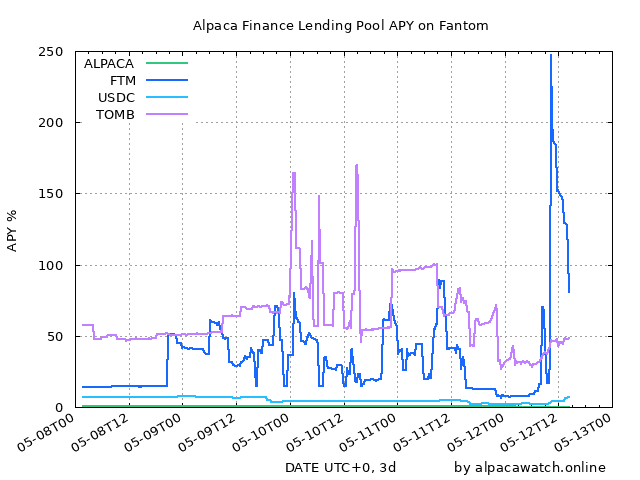 Alpaca Finance Lending Pool APY on Fantom
250
200
150
100
50
0
APY %
ALPACA
FTM
USDC
TOMB
05-08T00
05-08T12
05-09T00
05-09T12
05-10T00
05-10T12
05-11T00
05-11T12
05-12T00
05-12T12
05-13T00
DATE UTC+0, 3d
by alpacawatch.online